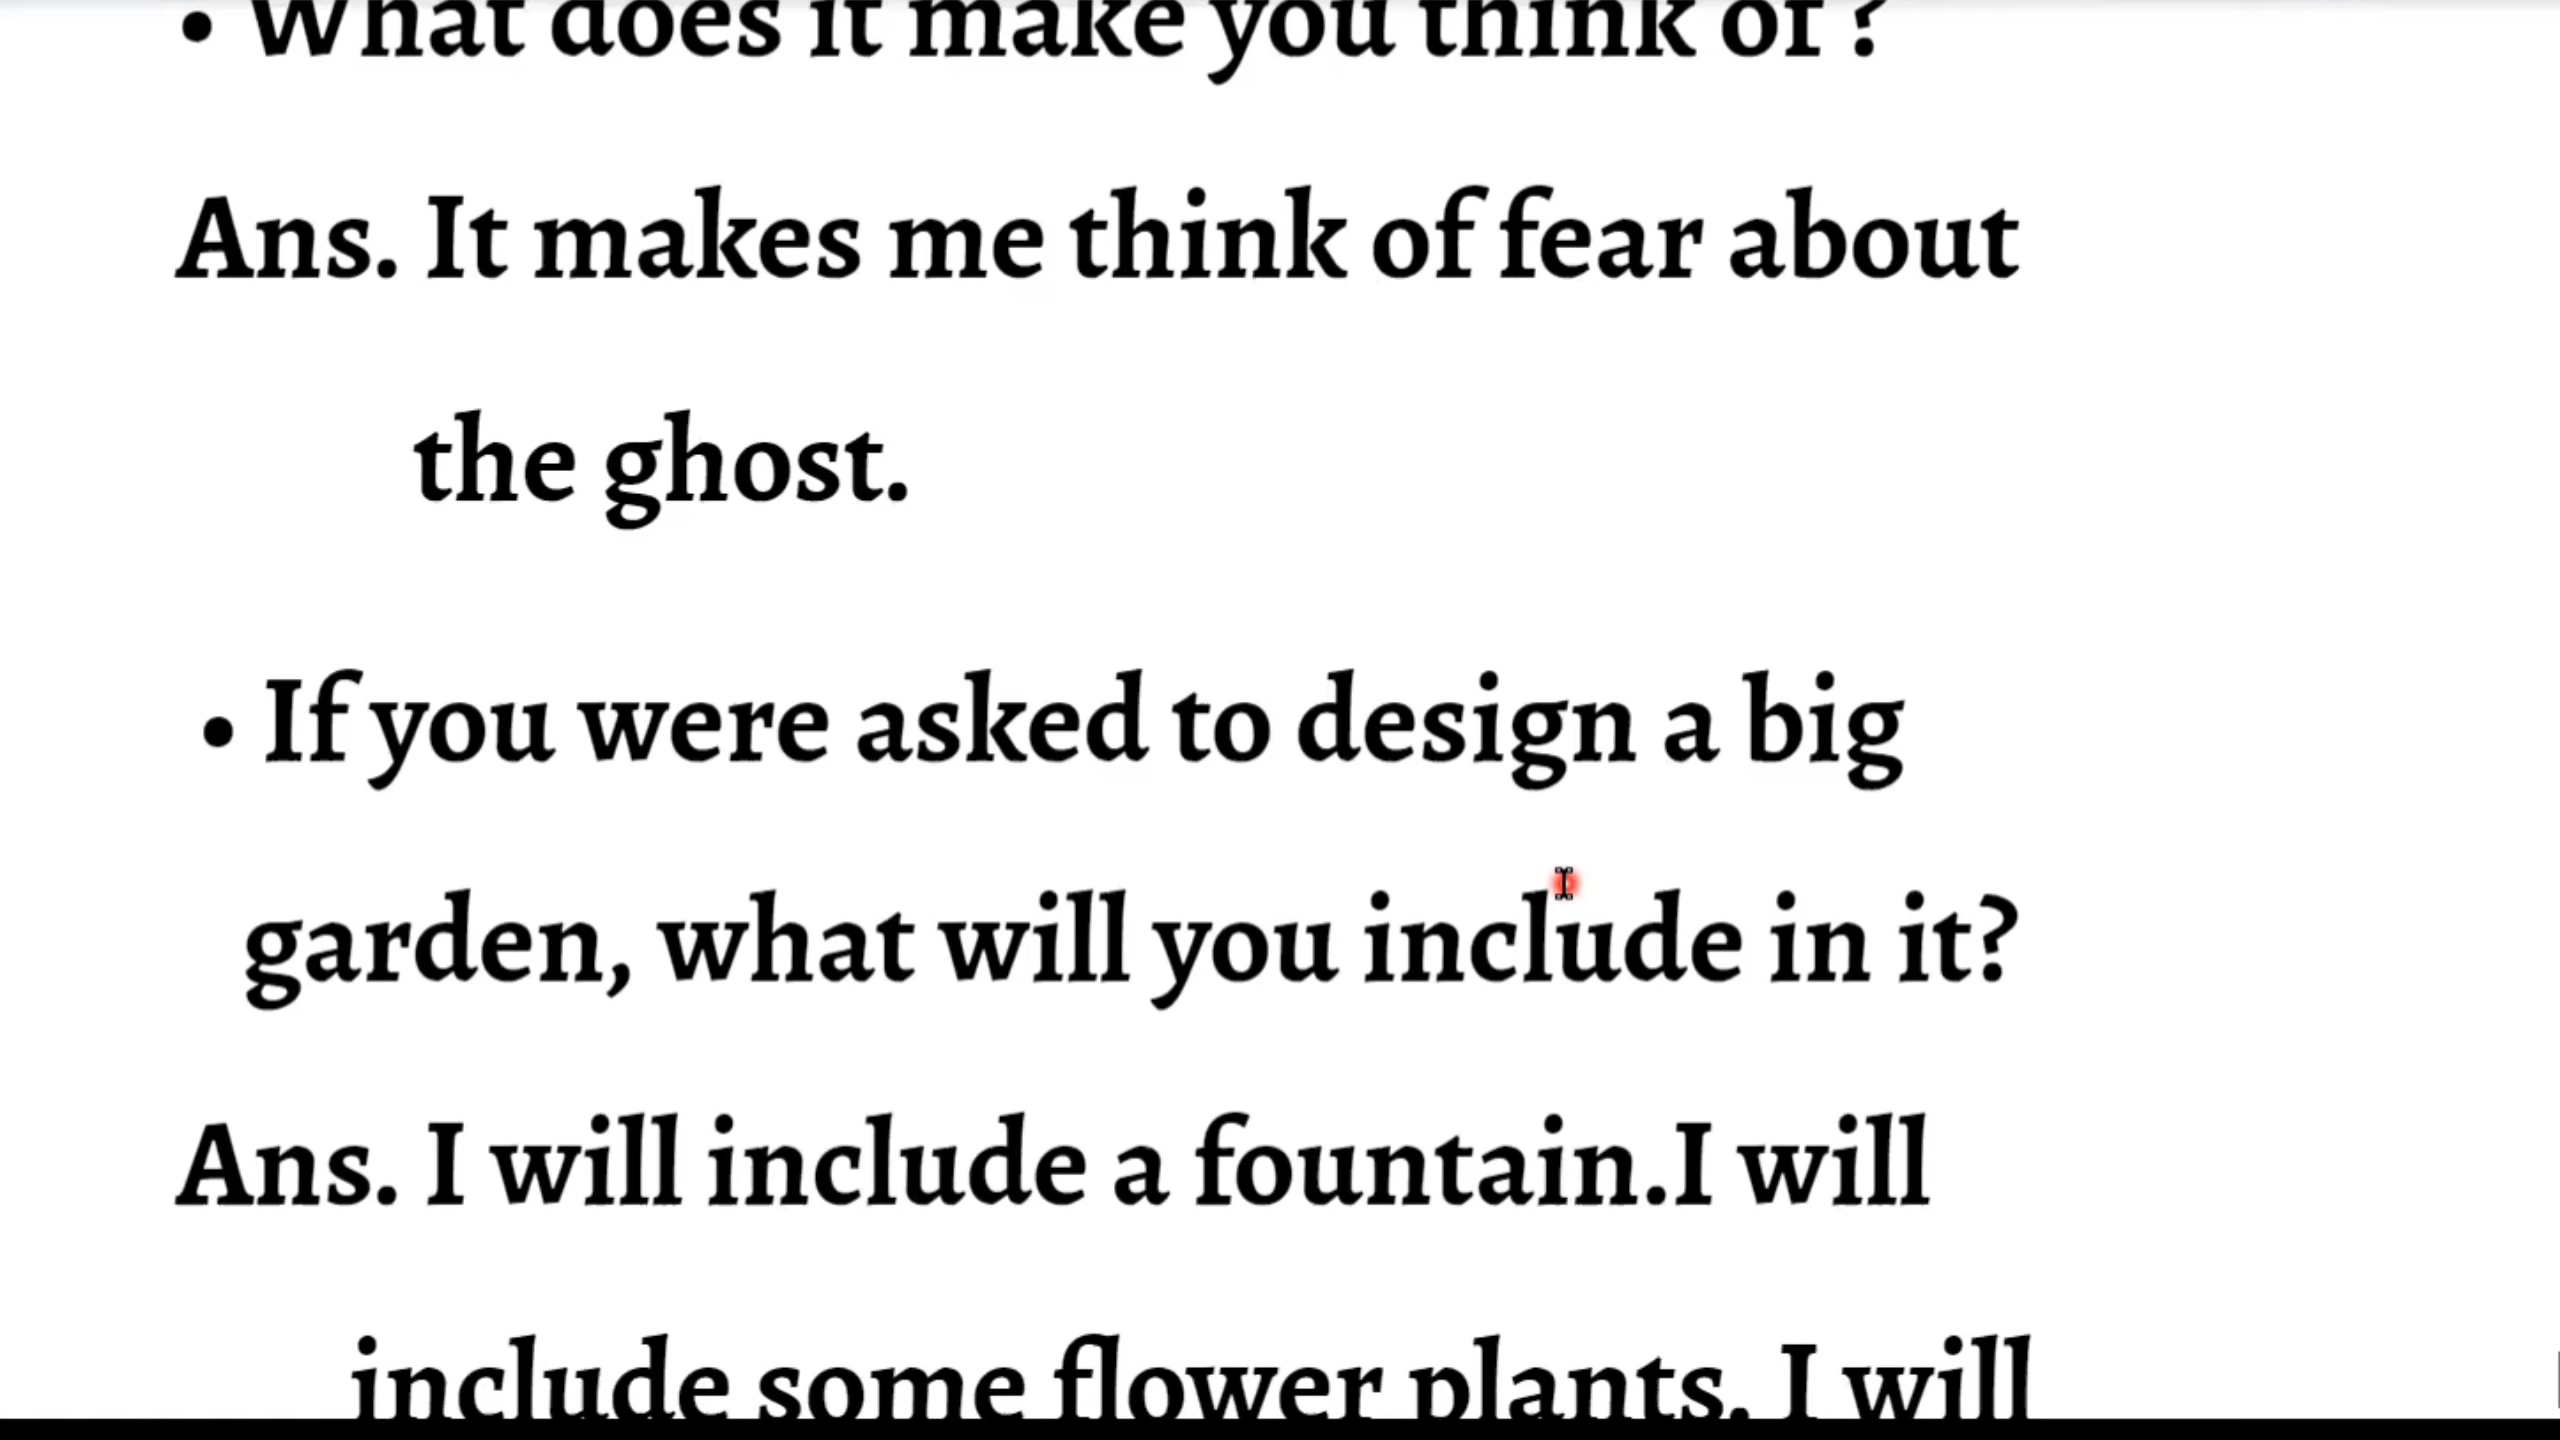 • What does it make you think of ?
Ans. It makes me think of fear about
the ghost.
• If you were asked to design a big
garden, what will you include in it?
Ans. I will include a fountain.I will
include some flower plants. I will